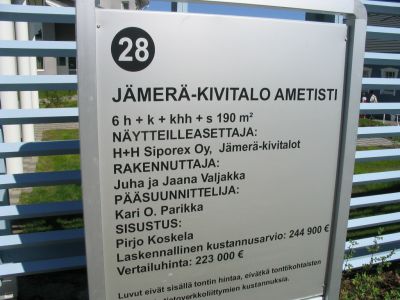 28
JÄMERÄ-KIVITALO AMETISTI
6 h + k + khh + s 190 m²
NÄYTTEILLEASETTAJA:
H+H Siporex Oy, Jämerä-kivitalot
RAKENNUTTAJA:
Juha ja Jaana Valjakka
PÄÄSUUNNITTELIJA:
Kari O. Parikka
SISUSTUS:
Pirjo Koskela
Laskennallinen kustannusarvio: 244 900 €
Vertailuhinta: 223 000 €
Luvut eivät sisällä tontin hintaa, eivätkä tonttikohtaisten
tietoverkkoliittymien kustannuksia.